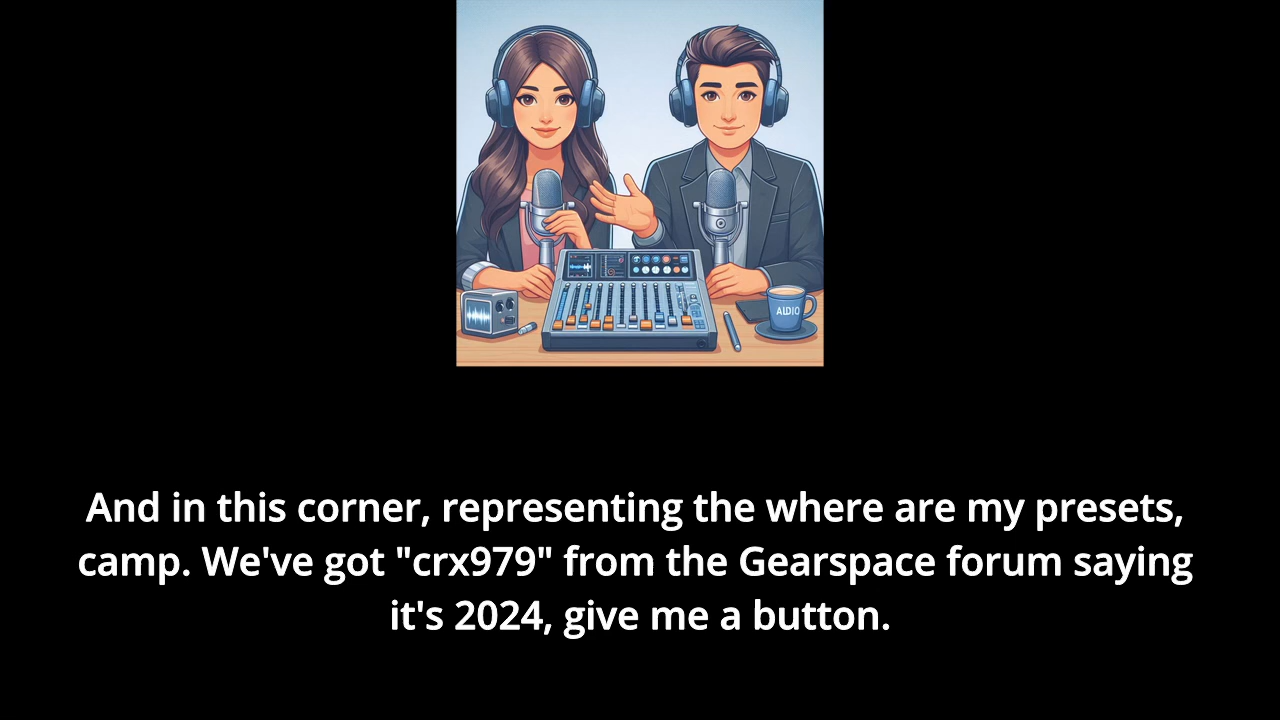 ALDIO
And in this corner, representing the where are my presets,
camp. We've got "crx979" from the Gearspace forum saying
it's 2024, give me a button.